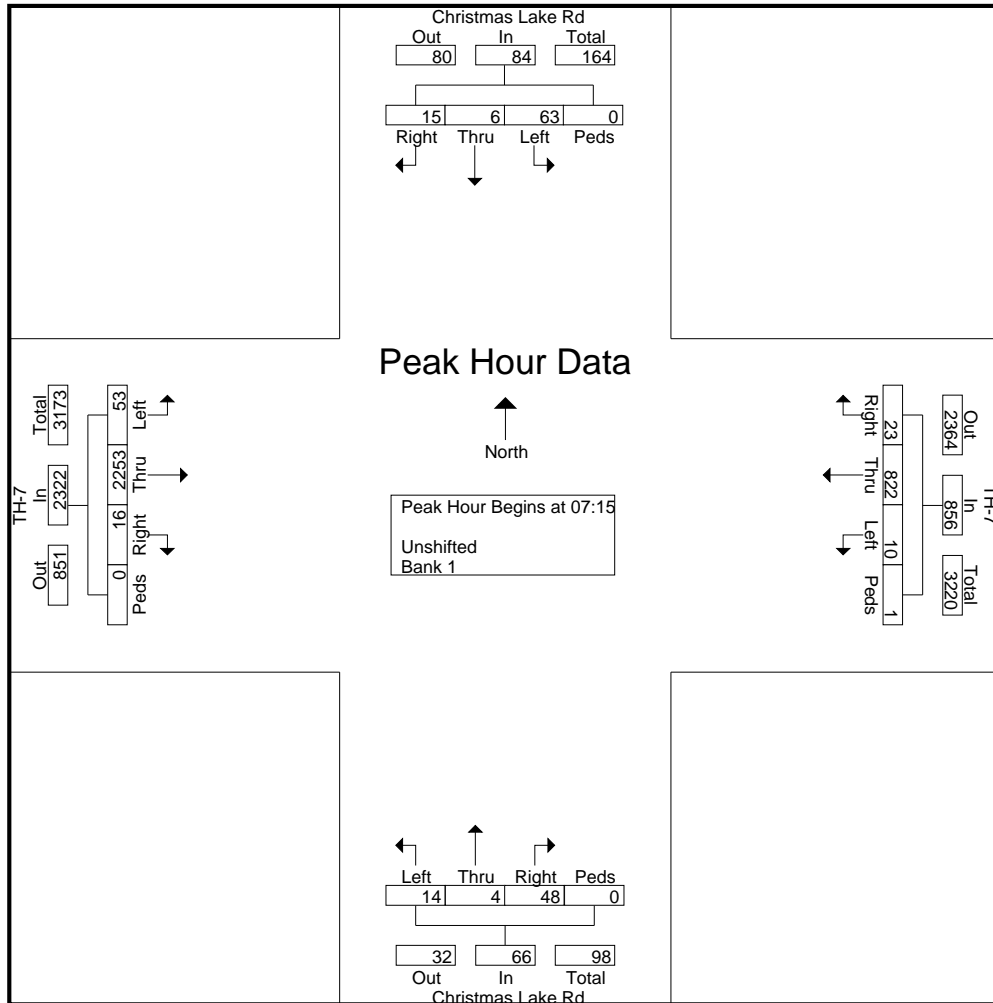 Christmas Lake Rd
Out In Total
80 84 164
15 6 63 0
Right Thru Left Peds
Peak Hour Data
North
Peak Hour Begins at 07:15
Unshifted
Bank 1
TH-7
Total In Out
3173 2322 851
53 2253 16 0
Left Thru Right Peds
TH-7
Out In Total
2364 856 3220
23 822 10 1
Right Thru Left Peds
Left Thru Right Peds
14 4 48 0
32 66 98
Out In Total
Christmas Lake Rd